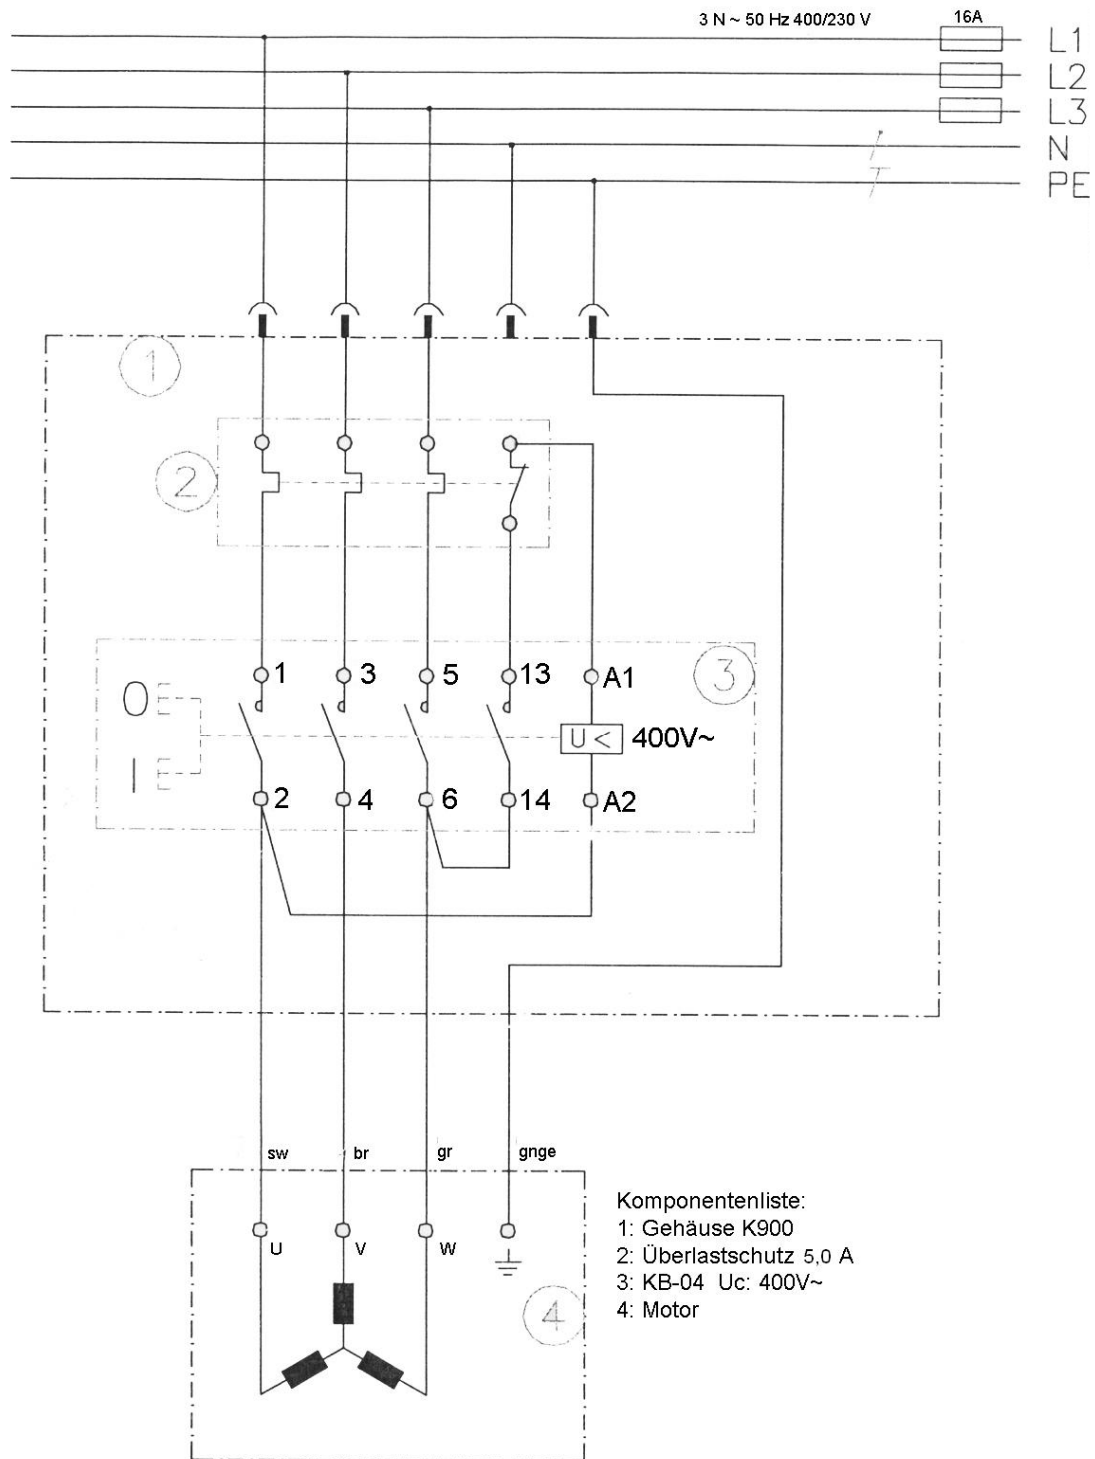 3 N ~ 50 Hz 400/230 V
16A
L1
L2
L3
N
PE
1
2
1 3 5 13 A1
3
0
U < 400V~
I
2 4 6 14 A2
sw br gr gnge
U V W
4
Komponentenliste:
1: Gehäuse K900
2: Überlastschutz 5,0 A
3: KB-04 Uc: 400V~
4: Motor